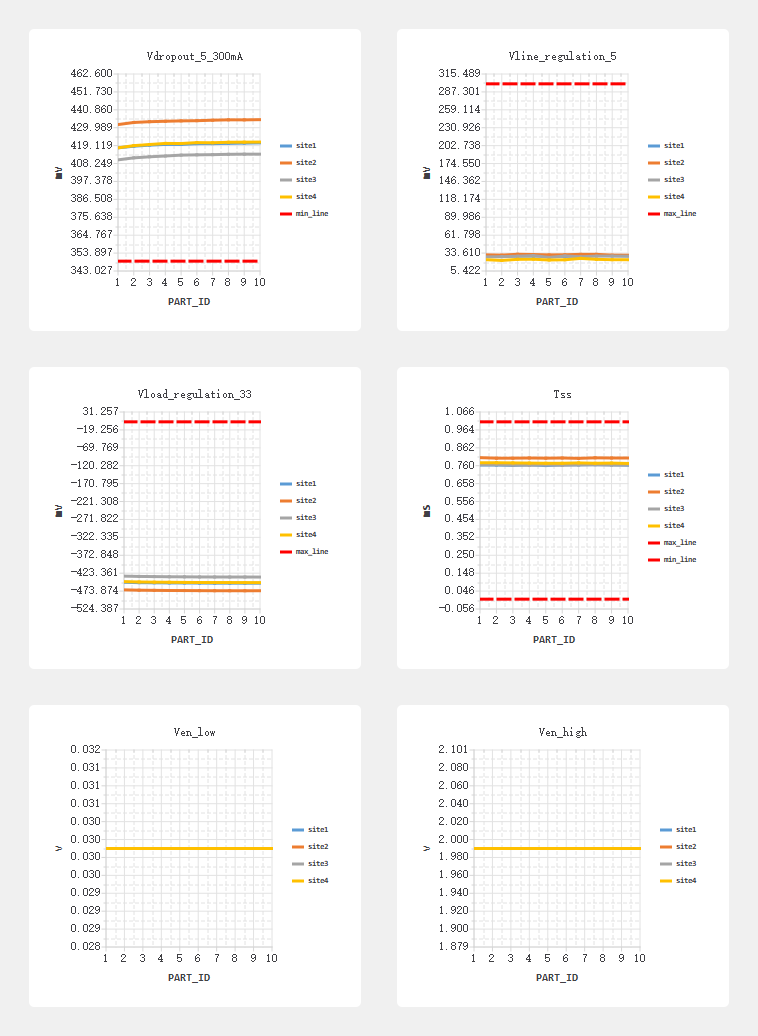 Vdropout_5_300mA
462.600
451.730
440.860
429.989
419.119
408.249
397.378
386.508
375.638
364.767
353.897
343.027
mV
1 2 3 4 5 6 7 8 9 10
PART_ID
site1
site2
site3
site4
min_line
Vline_regulation_5
315.489
287.301
259.114
230.926
202.738
174.550
146.362
118.174
89.986
61.798
33.610
5.422
mV
1 2 3 4 5 6 7 8 9 10
PART_ID
site1
site2
site3
site4
max_line
Vload_regulation_33
31.257
-19.256
-69.769
-120.282
-170.795
-221.308
-271.822
-322.335
-372.848
-423.361
-473.874
-524.387
mV
1 2 3 4 5 6 7 8 9 10
PART_ID
site1
site2
site3
site4
max_line
Tss
1.066
0.964
0.862
0.760
0.658
0.556
0.454
0.352
0.250
0.148
0.046
-0.056
mS
1 2 3 4 5 6 7 8 9 10
PART_ID
site1
site2
site3
site4
max_line
min_line
Ven_low
0.032
0.031
0.031
0.031
0.030
0.030
0.030
0.030
0.029
0.029
0.029
0.028
V
1 2 3 4 5 6 7 8 9 10
PART_ID
site1
site2
site3
site4
Ven_high
2.101
2.080
2.060
2.040
2.020
2.000
1.980
1.960
1.940
1.920
1.900
1.879
V
1 2 3 4 5 6 7 8 9 10
PART_ID
site1
site2
site3
site4